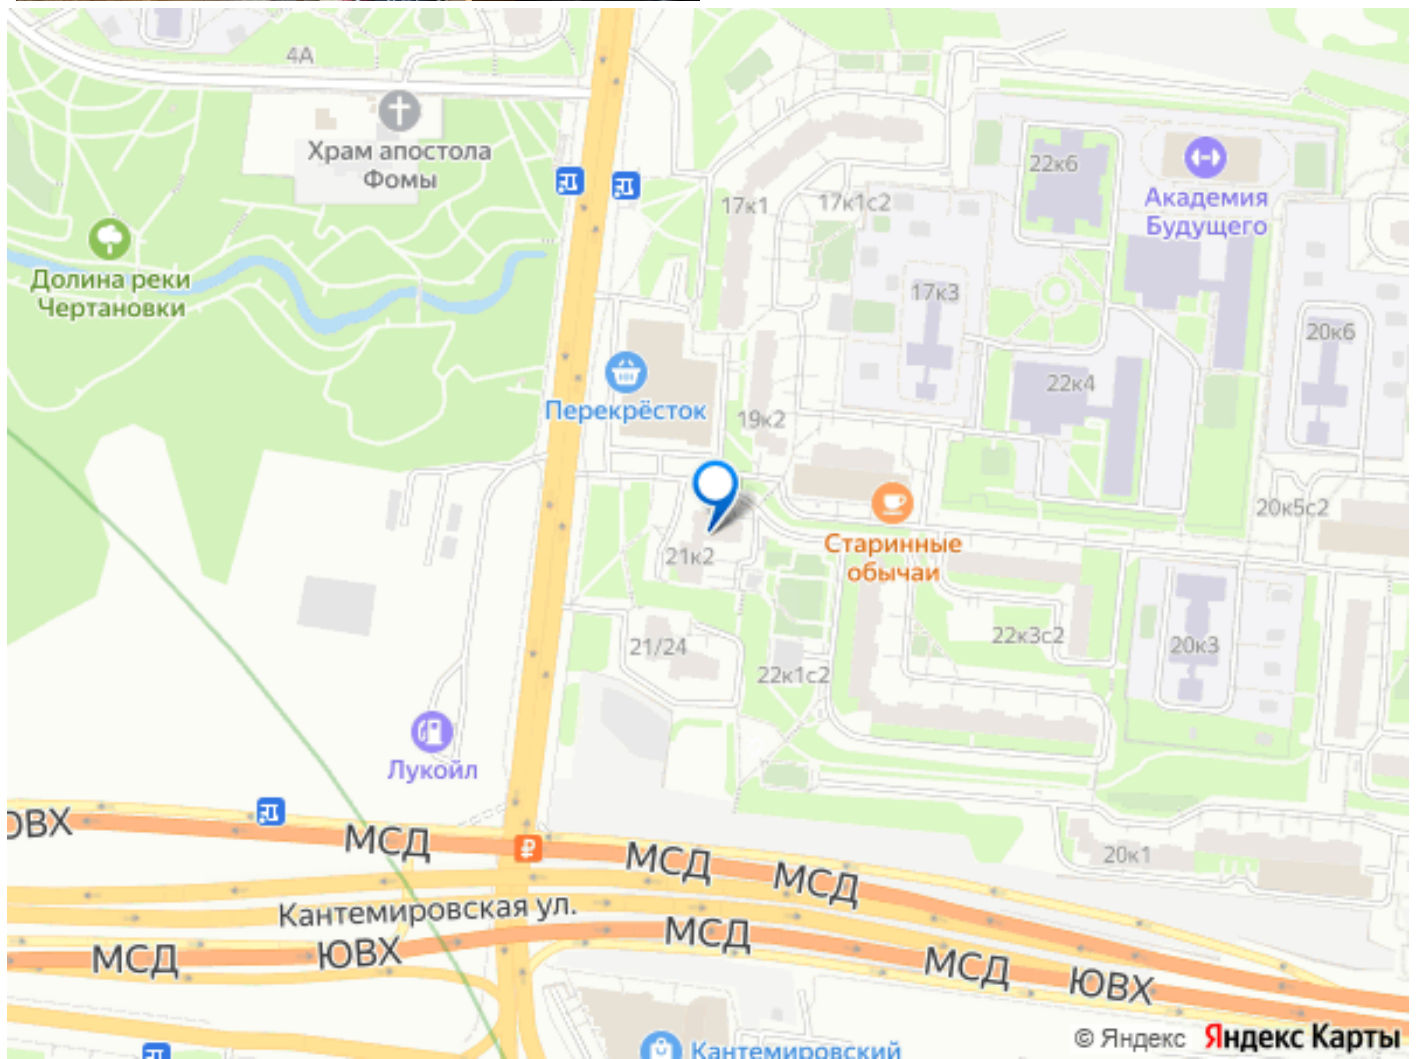 4А
Храм апостола
Фомы
22к6
Академия
Будущего
17к1
17к1с2
Долина реки
Чертановки
17к3
20к6
Перекрёсток
22к4
19к2
20к5с2
Старинные
обычаи
21к2
21/24
22к3с2
20к3
22к1с2
Лукойл
ЮВХ
МСД
₽
МСД
МСД
20к1
Кантемировская ул.
МСД
ЮВХ
МСД
МСД
ЮВХ
© Яндекс Яндекс Карты
Кантемировский